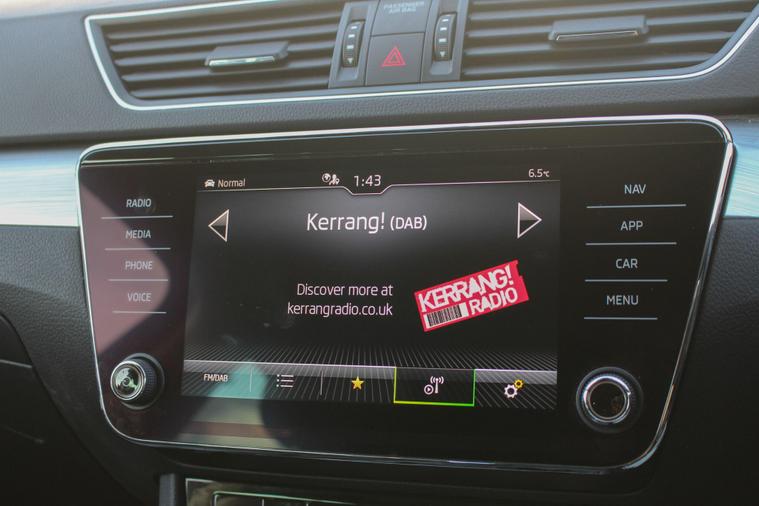 PASSENGER
AIR BAG
RADIO
MEDIA
PHONE
VOICE
Normal
1:43
6.5°C
Kerrang! (DAB)
Discover more at
kerrangradio.co.uk
KERRANG!
RADIO
FM/DAB
NAV
APP
CAR
MENU